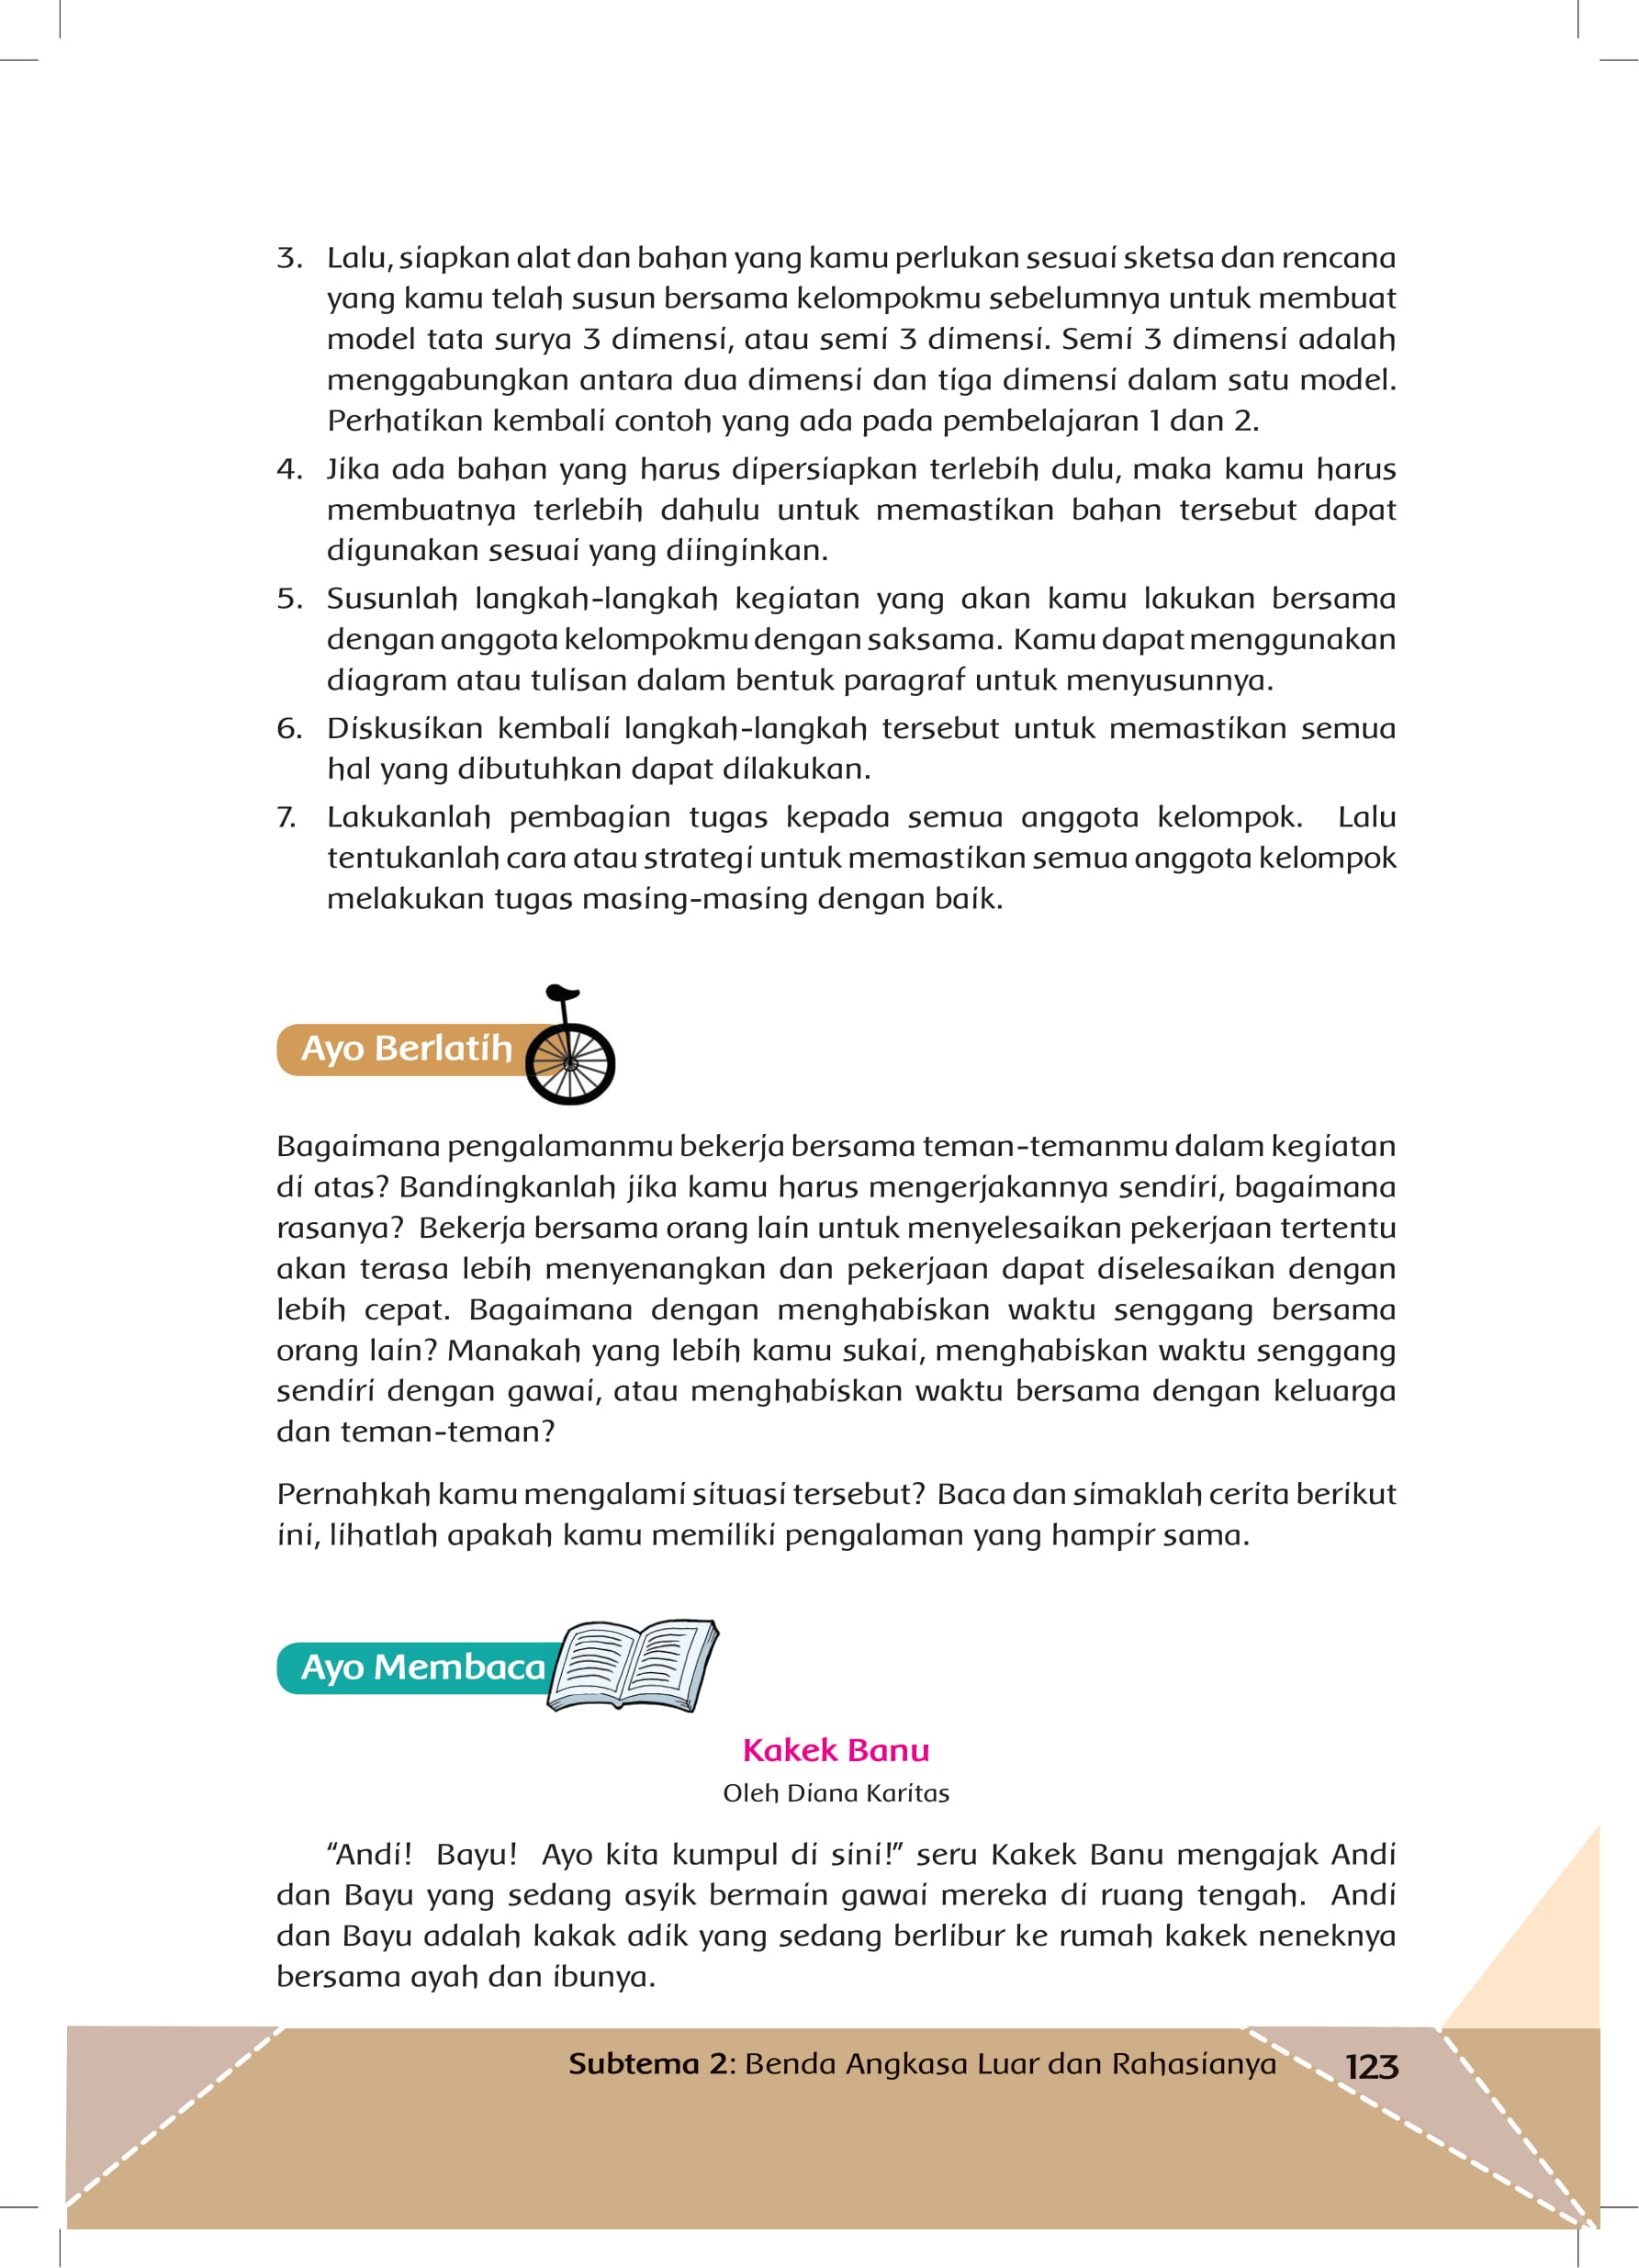 3. Lalu, siapkan alat dan bahan yang kamu perlukan sesuai sketsa dan rencana
yang kamu telah susun bersama kelompokmu sebelumnya untuk membuat
model tata surya 3 dimensi, atau semi 3 dimensi. Semi 3 dimensi adalah
menggabungkan antara dua dimensi dan tiga dimensi dalam satu model.
Perhatikan kembali contoh yang ada pada pembelajaran 1 dan 2.
4. Jika ada bahan yang harus dipersiapkan terlebih dulu, maka kamu harus
membuatnya terlebih dahulu untuk memastikan bahan tersebut dapat
digunakan sesuai yang diinginkan.
5. Susunlah langkah-langkah kegiatan yang akan kamu lakukan bersama
dengan anggota kelompokmu dengan saksama. Kamu dapat menggunakan
diagram atau tulisan dalam bentuk paragraf untuk menyusunnya.
6. Diskusikan kembali langkah-langkah tersebut untuk memastikan semua
hal yang dibutuhkan dapat dilakukan.
7. Lakukanlah pembagian tugas kepada semua anggota kelompok. Lalu
tentukanlah cara atau strategi untuk memastikan semua anggota kelompok
melakukan tugas masing-masing dengan baik.
Ayo Berlatih
Bagaimana pengalamanmu bekerja bersama teman-temanmu dalam kegiatan
di atas? Bandingkanlah jika kamu harus mengerjakannya sendiri, bagaimana
rasanya? Bekerja bersama orang lain untuk menyelesaikan pekerjaan tertentu
akan terasa lebih menyenangkan dan pekerjaan dapat diselesaikan dengan
lebih cepat. Bagaimana dengan menghabiskan waktu senggang bersama
orang lain? Manakah yang lebih kamu sukai, menghabiskan waktu senggang
sendiri dengan gawai, atau menghabiskan waktu bersama dengan keluarga
dan teman-teman?
Pernahkah kamu mengalami situasi tersebut? Baca dan simaklah cerita berikut
ini, lihatlah apakah kamu memiliki pengalaman yang hampir sama.
Ayo Membaca
Kakek Banu
Oleh Diana Karitas
“Andi! Bayu! Ayo kita kumpul di sini!” seru Kakek Banu mengajak Andi
dan Bayu yang sedang asyik bermain gawai mereka di ruang tengah. Andi
dan Bayu adalah kakak adik yang sedang berlibur ke rumah kakek neneknya
bersama ayah dan ibunya.
Subtema 2: Benda Angkasa Luar dan Rahasianya 123